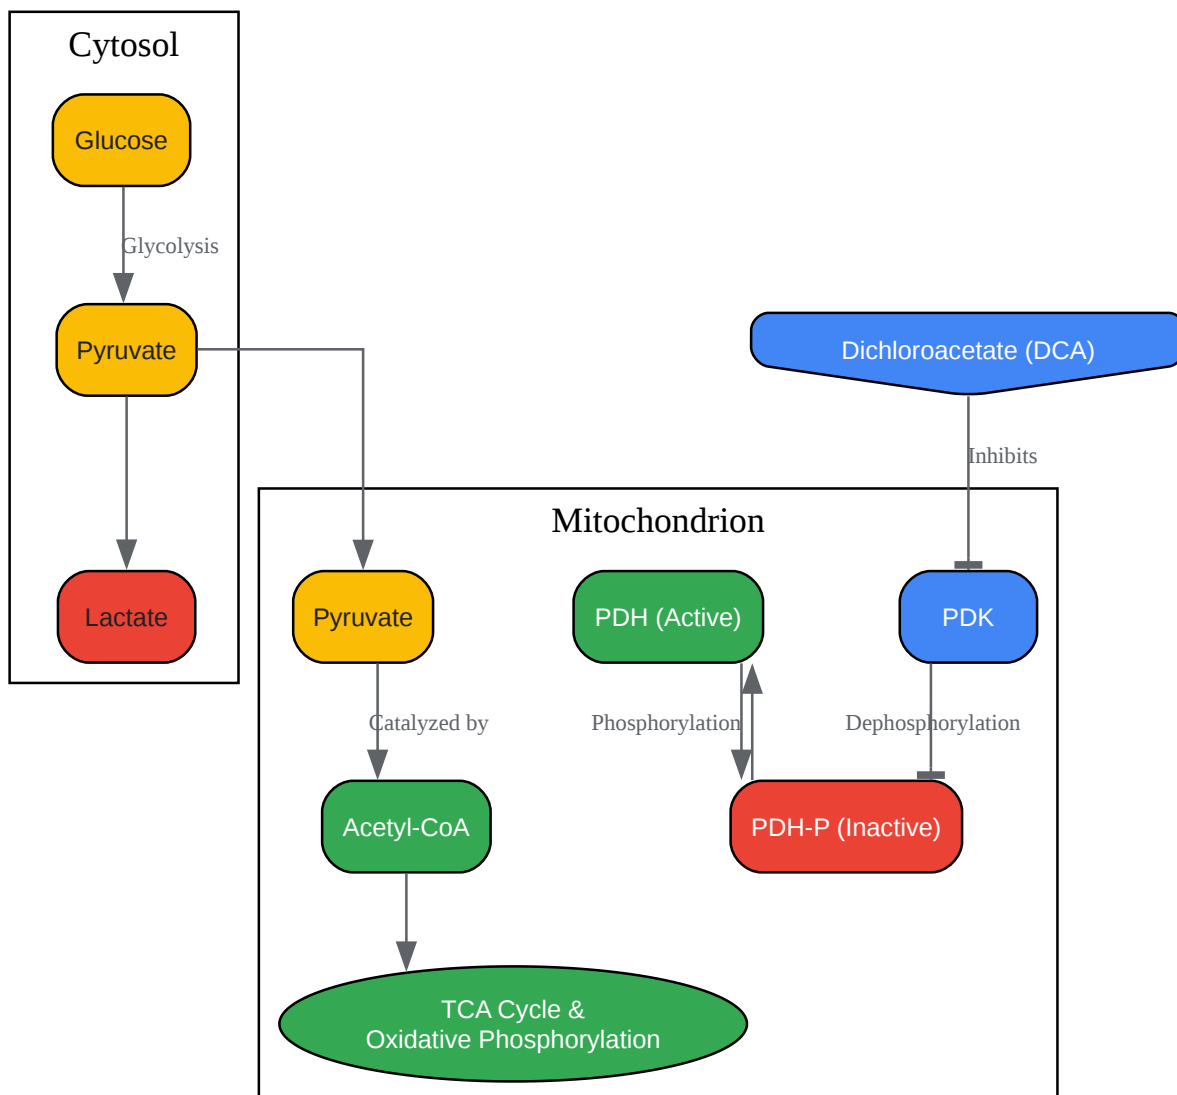 Cytosol
Glucose
Glycolysis
Pyruvate
Lactate
Dichloroacetate (DCA)
Inhibits
Mitochondrion
Pyruvate
PDH (Active)
PDK
Catalyzed by
Phosphorylation
Dephosphorylation
Acetyl-CoA
PDH-P (Inactive)
TCA Cycle &
Oxidative Phosphorylation